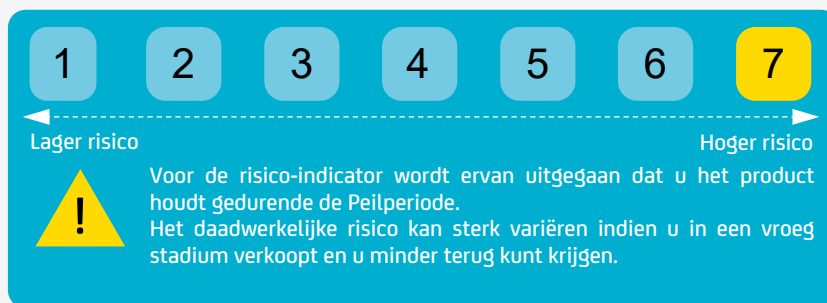 1 2 3 4 5 6 7
Lager risico Hoger risico
!
Voor de risico-indicator wordt ervan uitgegaan dat u het product
houdt gedurende de Peilperiode.
Het daadwerkelijke risico kan sterk variëren indien u in een vroeg
stadium verkoopt en u minder terug kunt krijgen.